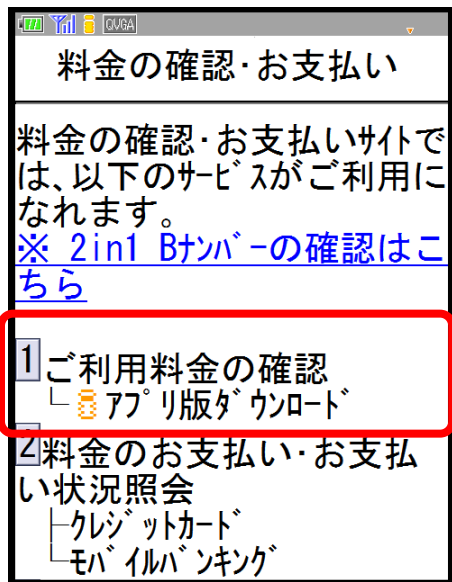 QVGA
料金の確認･お支払い
料金の確認･お支払いｻｲﾄで
は､以下のｻｰﾋﾞｽがご利用に
なれます｡
※ 2in1 Bﾅﾝﾊﾞｰの確認はこ
ちら
1ご利用料金の確認
└ｱﾌﾟﾘ版ﾀﾞｳﾝﾛｰﾄﾞ
2料金のお支払い･お支払
い状況照会
├ｸﾚｼﾞｯﾄｶｰﾄﾞ
└ﾓﾊﾞｲﾙﾊﾞﾝｷﾝｸﾞ